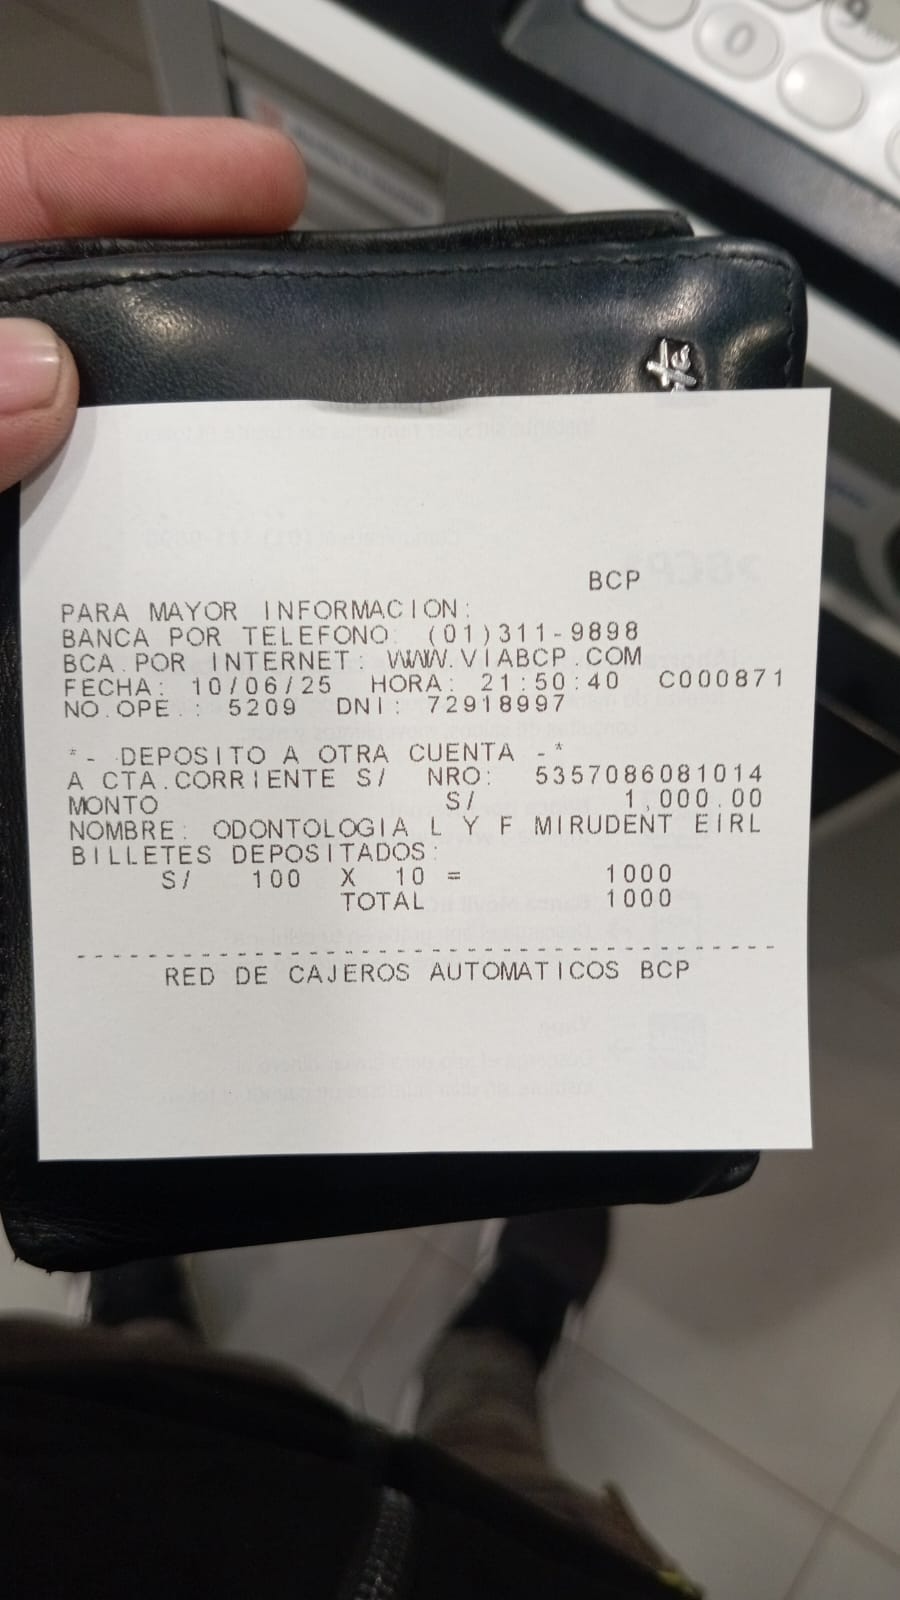 0
9
BCP
PARA MAYOR INFORMACION:
BANCA POR TELEFONO: (01)311-9898
BCA.POR INTERNET: WWW.VIABCP.COM
FECHA: 10/06/25 HORA: 21:50:40 C000871
NO.OPE.: 5209 DNI: 72918997
*- DEPOSITO A OTRA CUENTA -*
A CTA.CORRIENTE S/ NRO: 5357086081014
MONTO S/ 1,000.00
NOMBRE: ODONTOLOGIA L Y F MIRUDENT EIRL
BILLETES DEPOSITADOS:
S/ 100 X 10 = 1000
TOTAL 1000
RED DE CAJEROS AUTOMATICOS BCP